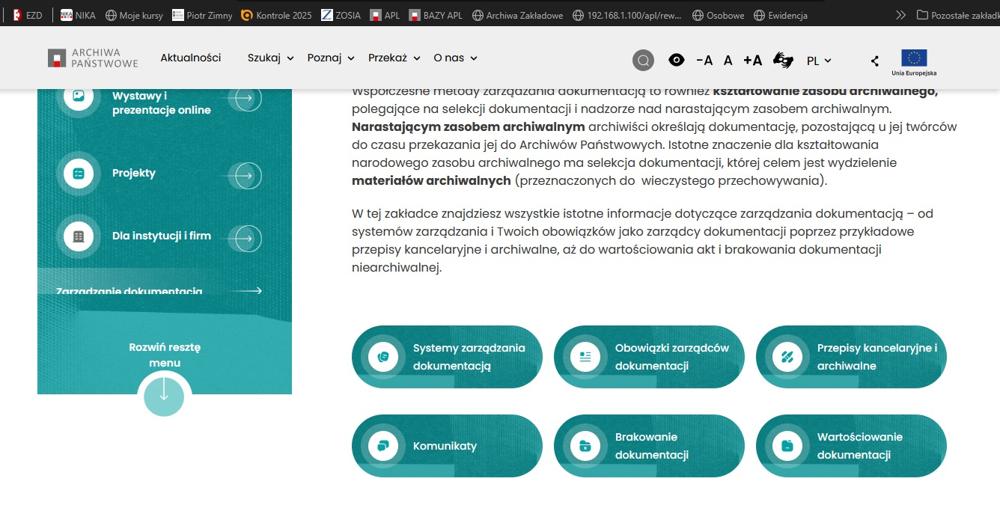 EZD NIKA Moje kursy Piotr Zimny Kontrole 2025 ZOSIA APL BAZY APL Archiwa Zakładowe 192.168.1.100/apl/rew... Osobowe Ewidencja Pozostałe zakładk
ARCHIWA
PAŃSTWOWE
Aktualności Szukaj Poznaj Przekaż O nas
-A A +A PL
Unia Europejska
Wystawy i
prezentacje online
Projekty
Dla instytucji i firm
Zarządzanie dokumentacją
Rozwiń resztę
menu
Współczesne metody zarządzania dokumentacją to również kształtowanie zasobu archiwalnego,
polegające na selekcji dokumentacji i nadzorze nad narastającym zasobem archiwalnym.
Narastającym zasobem archiwalnym archiwiści określają dokumentację, pozostającą u jej twórców
do czasu przekazania jej do Archiwów Państwowych. Istotne znaczenie dla kształtowania
narodowego zasobu archiwalnego ma selekcja dokumentacji, której celem jest wydzielenie
materiałów archiwalnych (przeznaczonych do wieczystego przechowywania).
W tej zakładce znajdziesz wszystkie istotne informacje dotyczące zarządzania dokumentacją – od
systemów zarządzania i Twoich obowiązków jako zarządcy dokumentacji poprzez przykładowe
przepisy kancelaryjne i archiwalne, aż do wartościowania akt i brakowania dokumentacji
niearchiwalnej.
Systemy zarządzania
dokumentacją
Obowiązki zarządców
dokumentacji
Przepisy kancelaryjne i
archiwalne
Komunikaty
Brakowanie
dokumentacji
Wartościowanie
dokumentacji